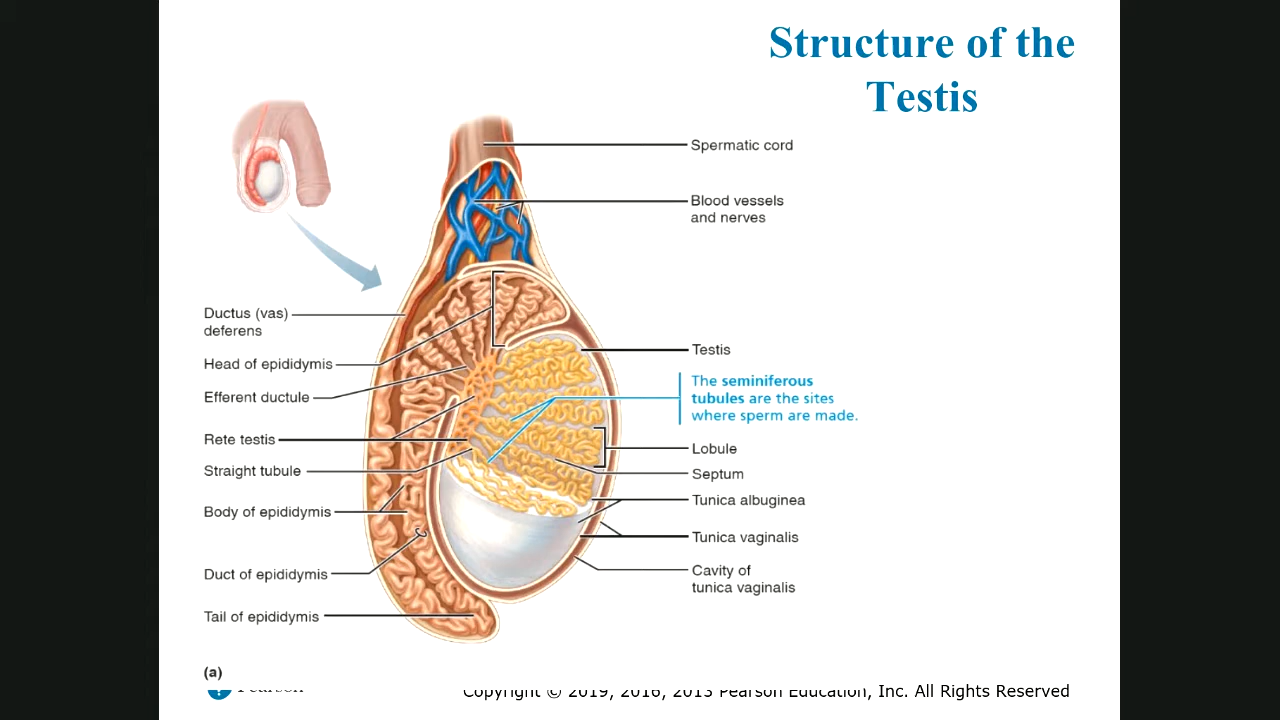 Structure of the
Testis
Spermatic cord
Blood vessels
and nerves
Ductus (vas)
deferens
Head of epididymis
Efferent ductule
Rete testis
Straight tubule
Body of epididymis
Duct of epididymis
Tail of epididymis
Testis
The seminiferous
tubules are the sites
where sperm are made.
Lobule
Septum
Tunica albuginea
Tunica vaginalis
Cavity of
tunica vaginalis
(a)
Pearson
Copyright © 2019, 2016, 2013 Pearson Education, Inc. All Rights Reserved